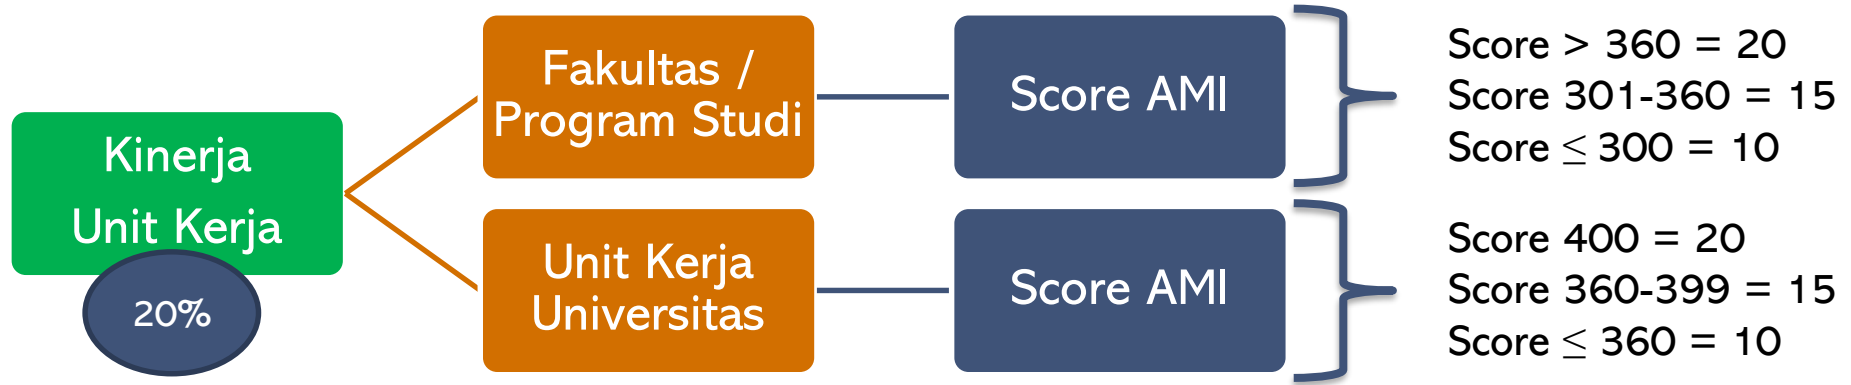 Kinerja
Unit Kerja
20%
Fakultas /
Program Studi
Score AMI
Score > 360 = 20
Score 301-360 = 15
Score ≤ 300 = 10
Unit Kerja
Universitas
Score AMI
Score 400 = 20
Score 360-399 = 15
Score ≤ 360 = 10